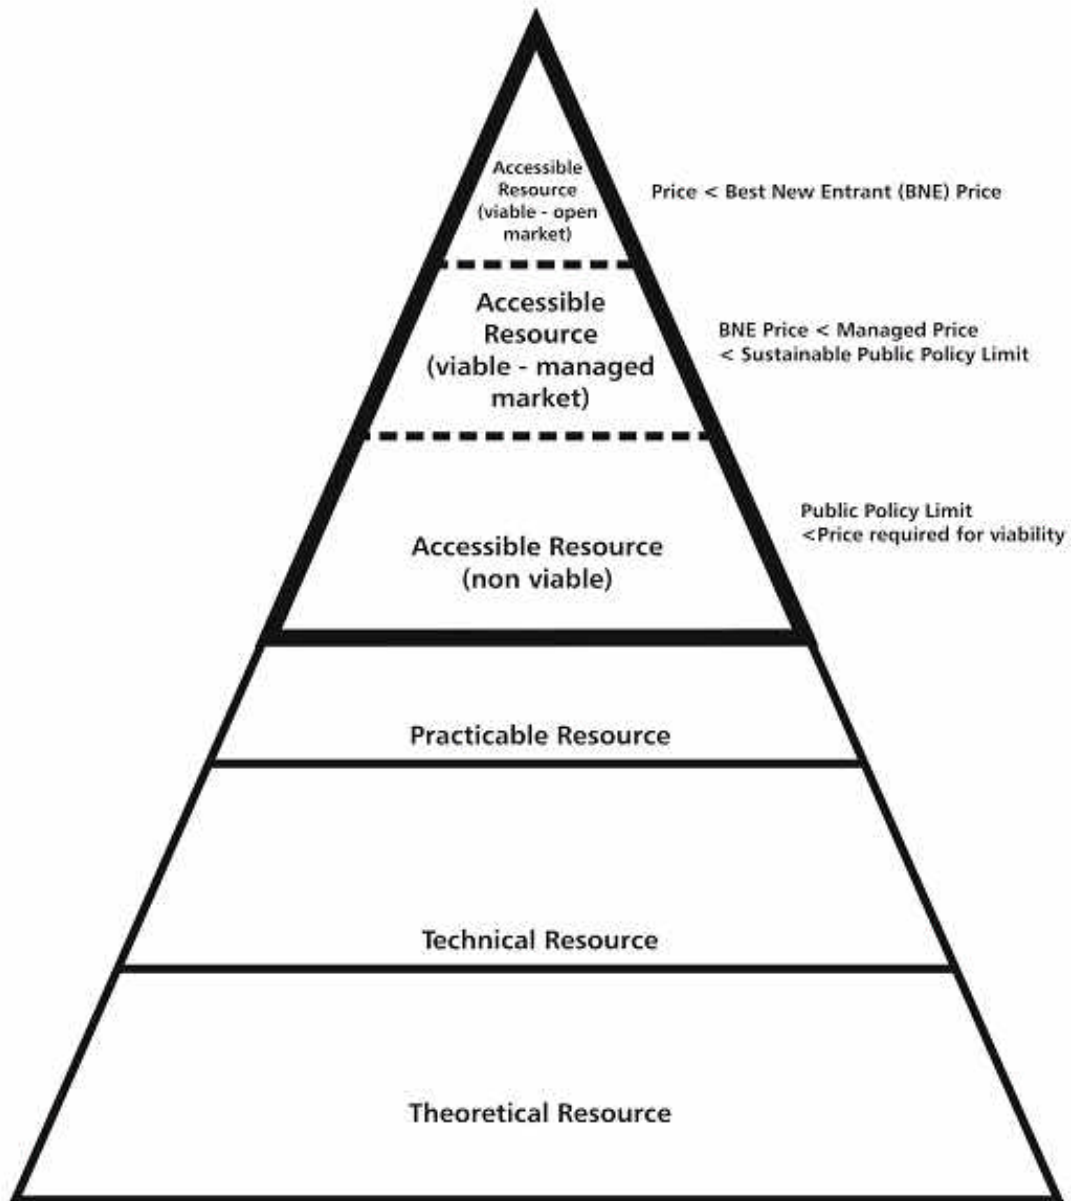 Accessible
Resource
(viable - open
market)
Price < Best New Entrant (BNE) Price
Accessible
Resource
(viable - managed
market)
BNE Price < Managed Price
< Sustainable Public Policy Limit
Accessible Resource
(non viable)
Public Policy Limit
<Price required for viability
Practicable Resource
Technical Resource
Theoretical Resource